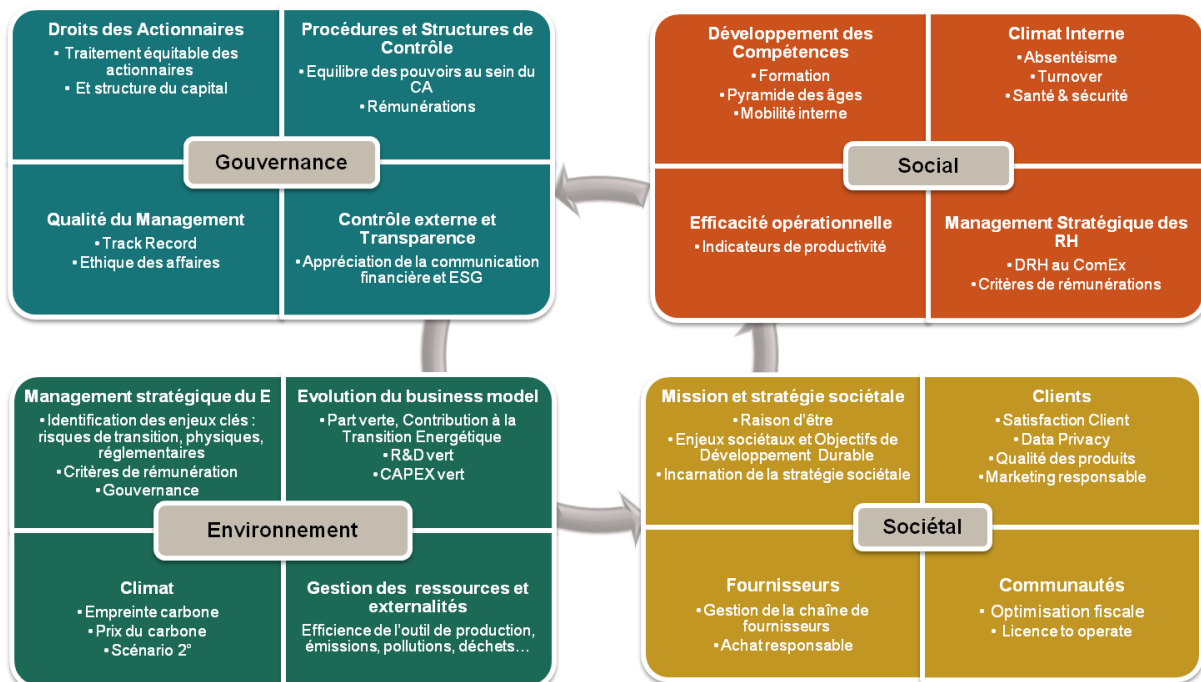 Droits des Actionnaires
▪ Traitement équitable des
actionnaires
▪ Et structure du capital
Procédures et Structures de
Contrôle
▪ Equilibre des pouvoirs au sein du
CA
▪ Rémunérations
Gouvernance
Qualité du Management
▪ Track Record
▪ Ethique des affaires
Contrôle externe et
Transparence
▪ Appréciation de la communication
financière et ESG
Développement des
Compétences
▪ Formation
▪ Pyramide des âges
▪ Mobilité interne
Climat Interne
▪ Absentéisme
▪ Turnover
▪ Santé & sécurité
Social
Efficacité opérationnelle
▪ Indicateurs de productivité
Management Stratégique des
RH
▪ DRH au ComEx
▪ Critères de rémunérations
Management stratégique du E
▪ Identification des enjeux clés :
risques de transition, physiques,
réglementaires
▪ Critères de rémunération
▪ Gouvernance
Evolution du business model
▪ Part verte, Contribution à la
Transition Energétique
▪ R&D vert
▪ CAPEX vert
Environnement
Climat
▪ Empreinte carbone
▪ Prix du carbone
▪ Scénario 2°
Gestion des ressources et
externalités
Efficience de l'outil de production,
émissions, pollutions, déchets…
Mission et stratégie sociétale
▪ Raison d'être
▪ Enjeux sociétaux et Objectifs de
Développement Durable
▪ Incarnation de la stratégie sociétale
Clients
▪ Satisfaction Client
▪ Data Privacy
▪ Qualité des produits
▪ Marketing responsable
Sociétal
Fournisseurs
▪ Gestion de la chaîne de
fournisseurs
▪ Achat responsable
Communautés
▪ Optimisation fiscale
▪ Licence to operate